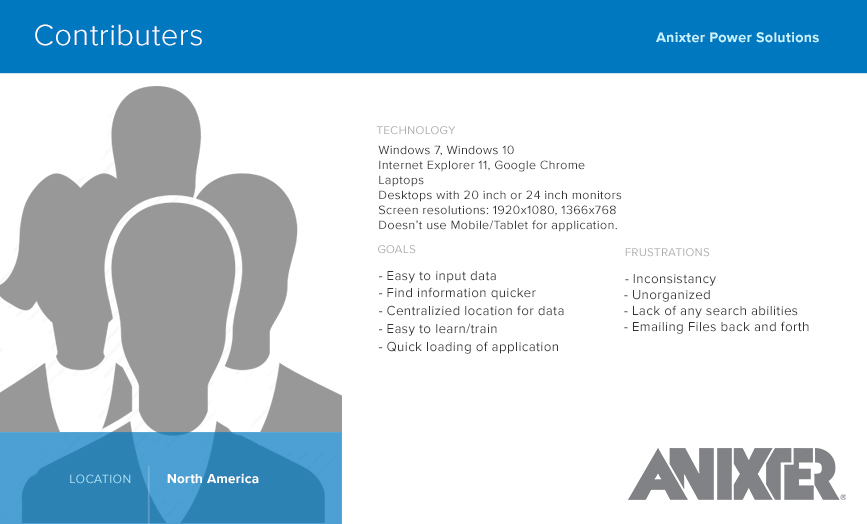 Contributers
Anixter Power Solutions
TECHNOLOGY
Windows 7, Windows 10
Internet Explorer 11, Google Chrome
Laptops
Desktops with 20 inch or 24 inch monitors
Screen resolutions: 1920x1080, 1366x768
Doesn't use Mobile/Tablet for application.
GOALS
- Easy to input data
- Find information quicker
- Centralizied location for data
- Easy to learn/train
- Quick loading of application
FRUSTRATIONS
- Inconsistancy
- Unorganized
- Lack of any search abilities
- Emailing Files back and forth
LOCATION
North America
ANIXTER®